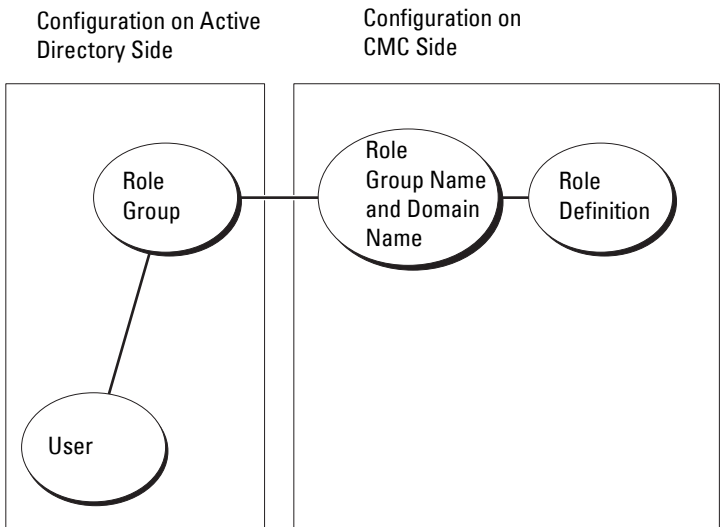 Configuration on Active
Directory Side
Configuration on
CMC Side
Role
Group
Role
Group Name
and Domain
Name
Role
Definition
User